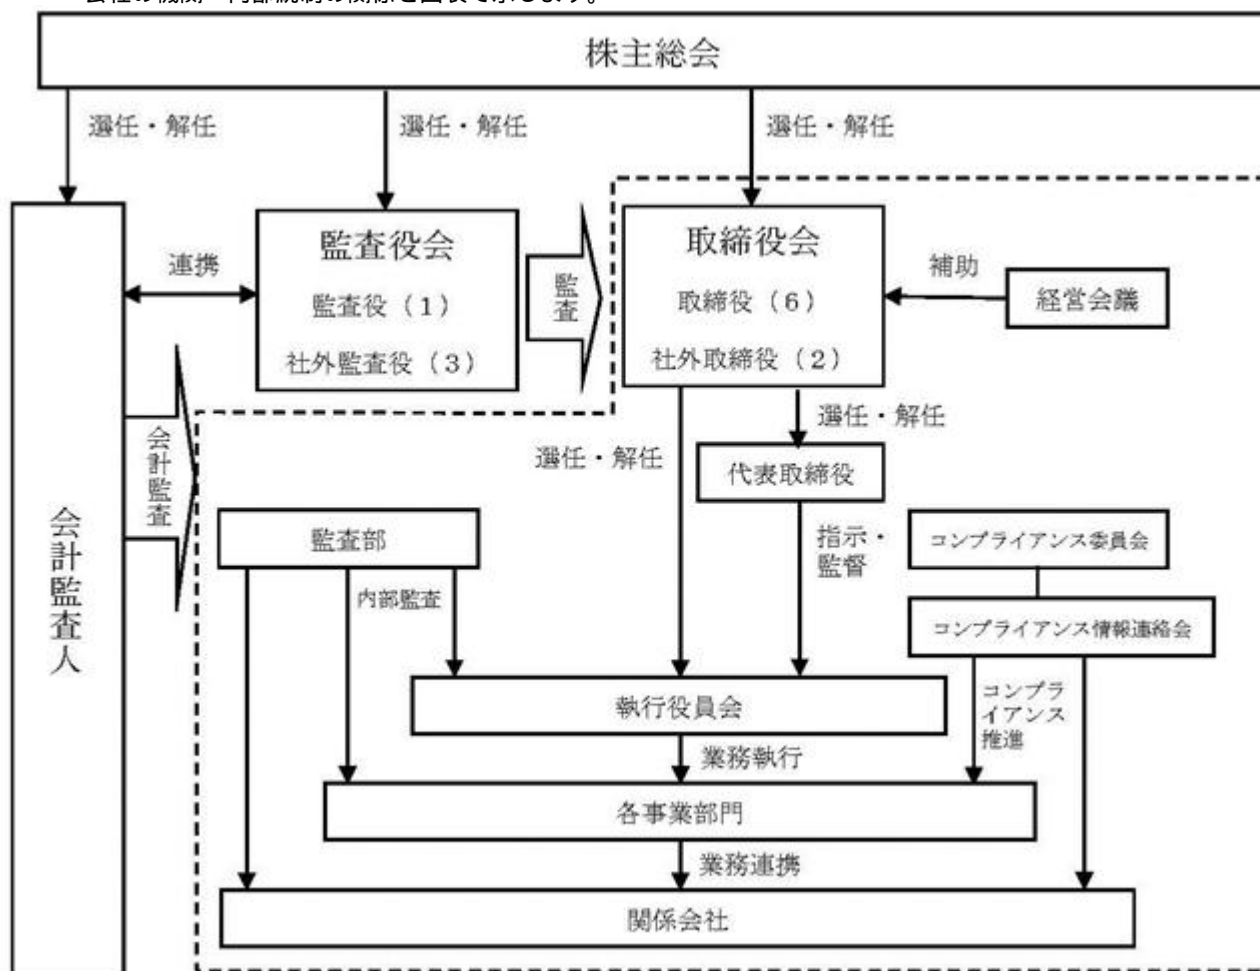 株主総会
選任・解任
選任・解任
選任・解任
監査役会
監査役（1）
社外監査役（3）
連携
監査
取締役会
取締役（6）
社外取締役（2）
補助
経営会議
会計監査人
会計監査
選任・解任
選任・解任
代表取締役
指示・
監督
監査部
内部監査
コンプライアンス委員会
コンプライアンス情報連絡会
コンプラ
イアンス
推進
執行役員会
業務執行
各事業部門
業務連携
関係会社